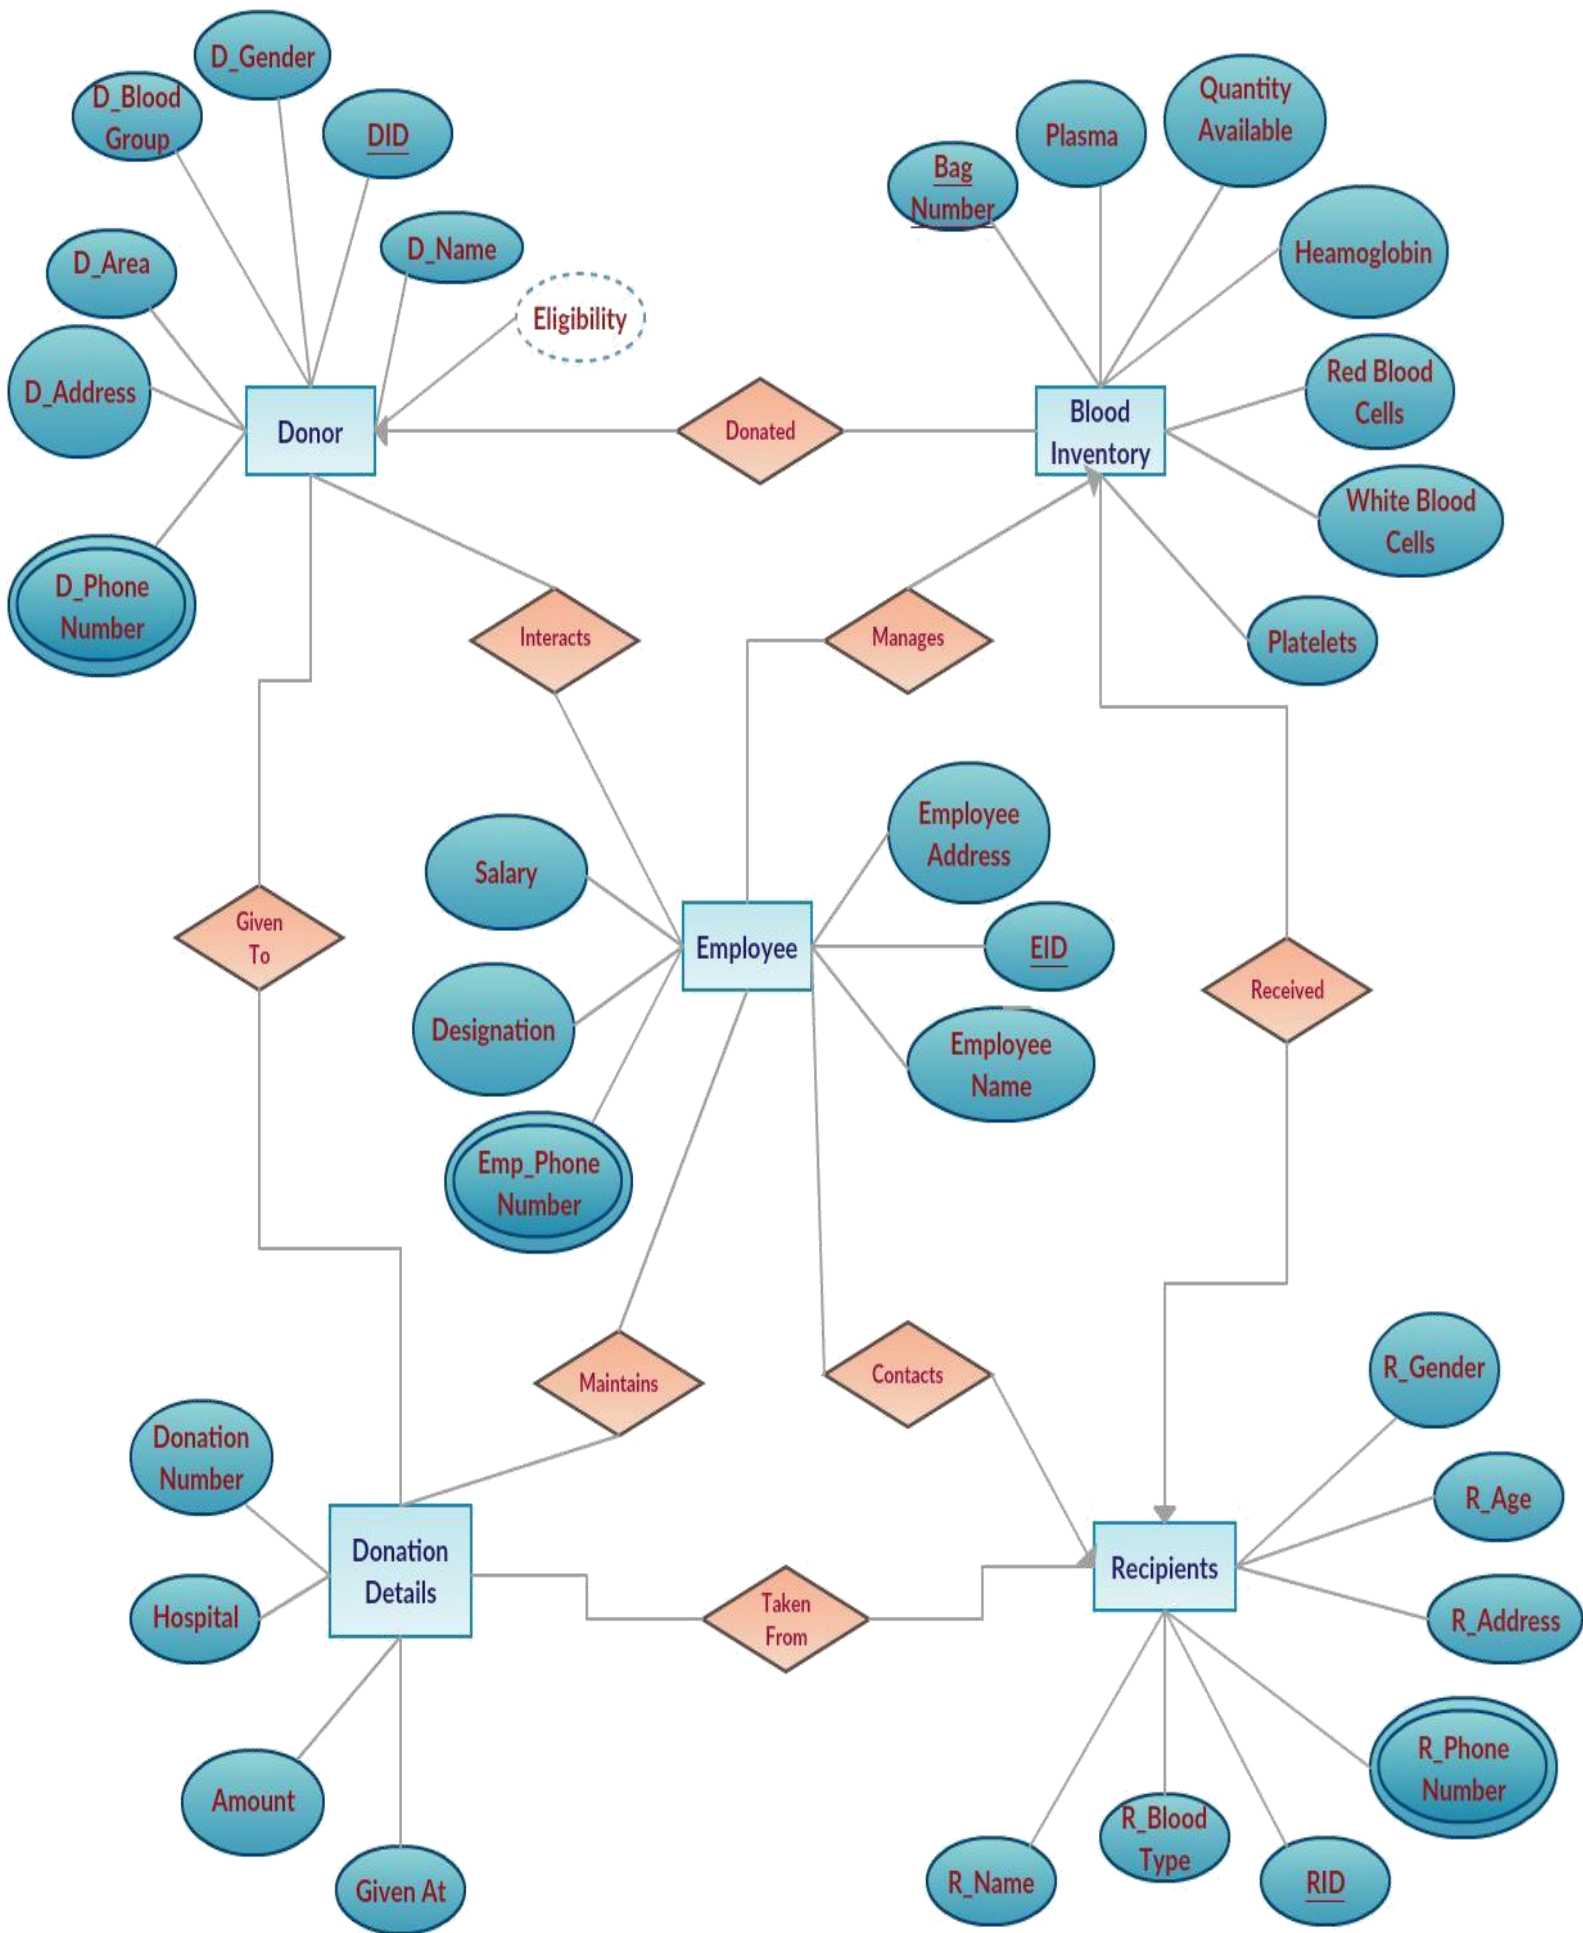 D_Gender
D_Blood
Group
DID
D_Name
D_Area
Eligibility
D_Address
Donor
D_Phone
Number
Donated
Quantity
Available
Plasma
Bag
Number
Heamoglobin
Red Blood
Cells
Blood
Inventory
White Blood
Cells
Platelets
Interacts
Manages
Employee
Address
Salary
Given
To
Employee
EID
Received
Designation
Employee
Name
Emp_Phone
Number
Maintains
Contacts
R_Gender
Donation
Number
R_Age
Donation
Details
Recipients
Hospital
Taken
From
R_Address
Amount
R_Phone
Number
R_Blood
Type
Given At
R_Name
RID